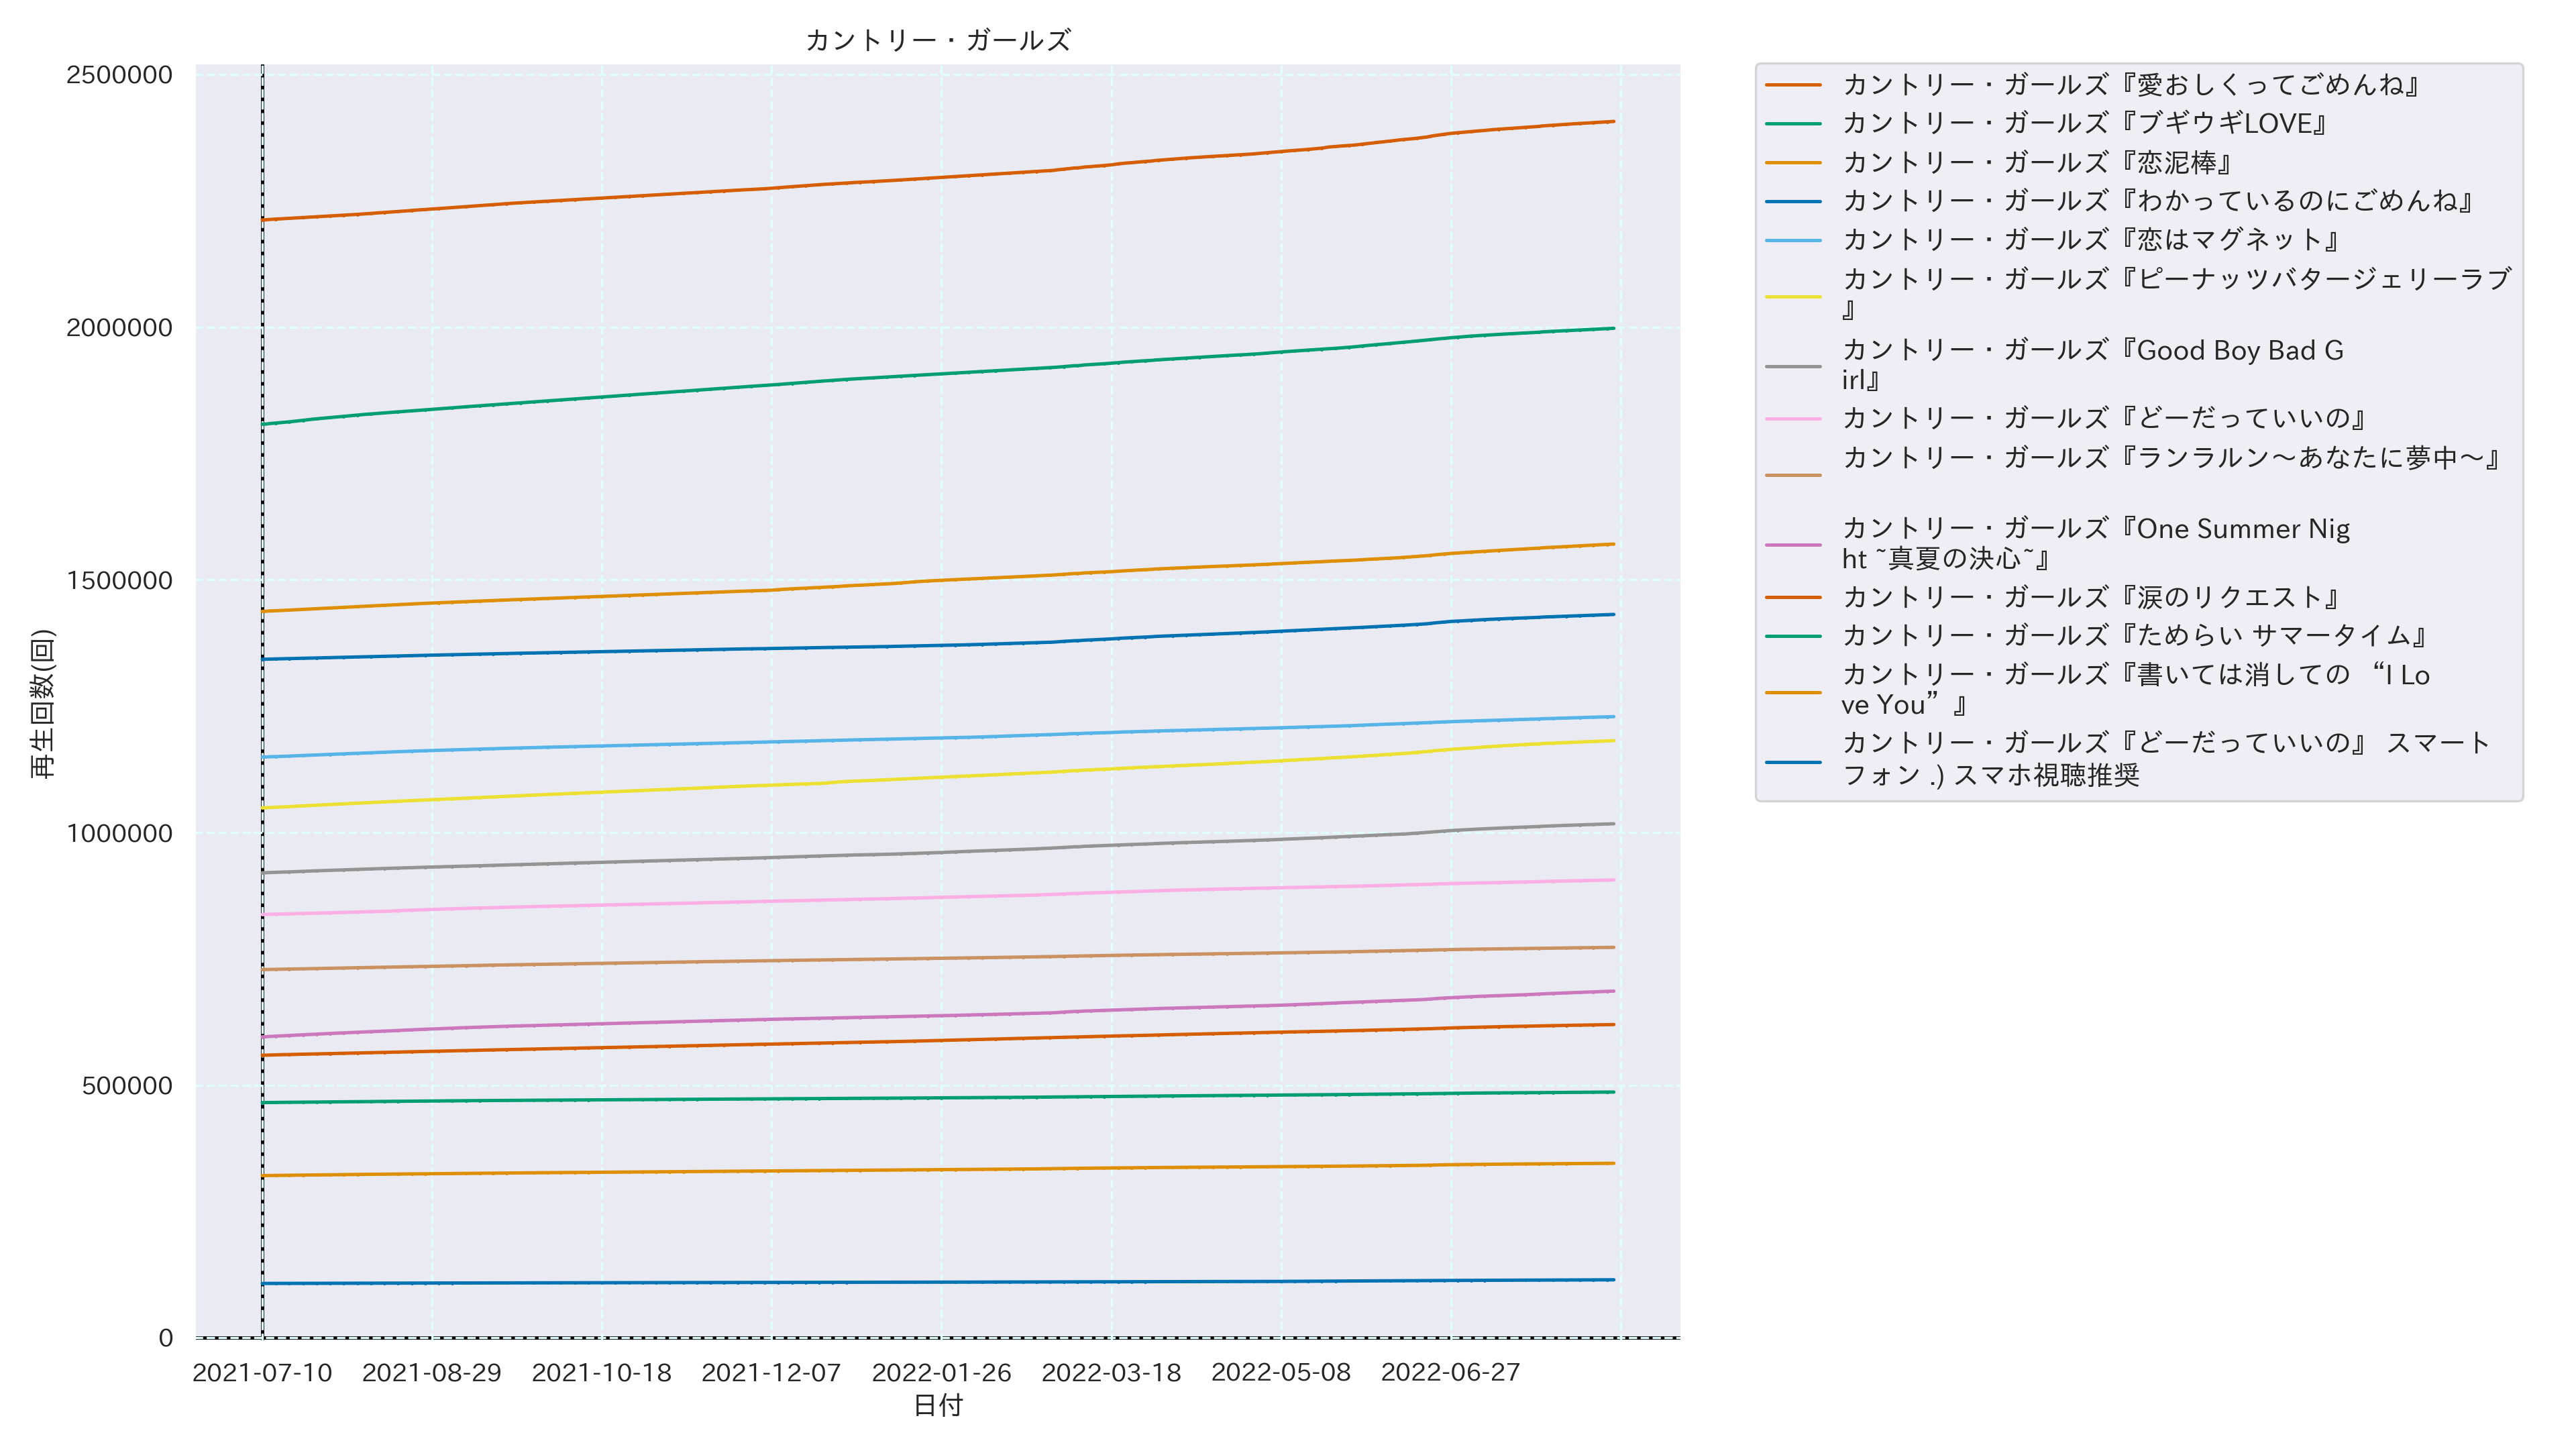 カントリー・ガールズ
2500000
2000000
1500000
1000000
500000
0
再生回数(回)
2021-07-10 2021-08-29 2021-10-18 2021-12-07 2022-01-26 2022-03-18 2022-05-08 2022-06-27
日付
カントリー・ガールズ『愛おしくってごめんね』
カントリー・ガールズ『ブギウギLOVE』
カントリー・ガールズ『恋泥棒』
カントリー・ガールズ『わかっているのにごめんね』
カントリー・ガールズ『恋はマグネット』
カントリー・ガールズ『ピーナッツバタージェリーラブ
』
カントリー・ガールズ『Good Boy Bad G
irl』
カントリー・ガールズ『どーだっていいの』
カントリー・ガールズ『ランラルン～あなたに夢中～』
カントリー・ガールズ『One Summer Nig
ht ~真夏の決心~』
カントリー・ガールズ『涙のリクエスト』
カントリー・ガールズ『ためらい サマータイム』
カントリー・ガールズ『書いては消しての “I Lo
ve You” 』
カントリー・ガールズ『どーだっていいの』 スマート
フォン .) スマホ視聴推奨